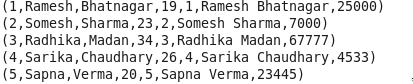 (1,Ramesh,Bhatnagar,19,1,Ramesh Bhatnagar,25000)
(2,Somesh Sharma,23,2,Somesh Sharma,7000)
(3,Radhika,Madan,34,3,Radhika Madan,67777)
(4,Sarika,Chaudhary,26,4,Sarika Chaudhary,4533)
(5,Sapna,Verma,20,5,Sapna Verma,23445)